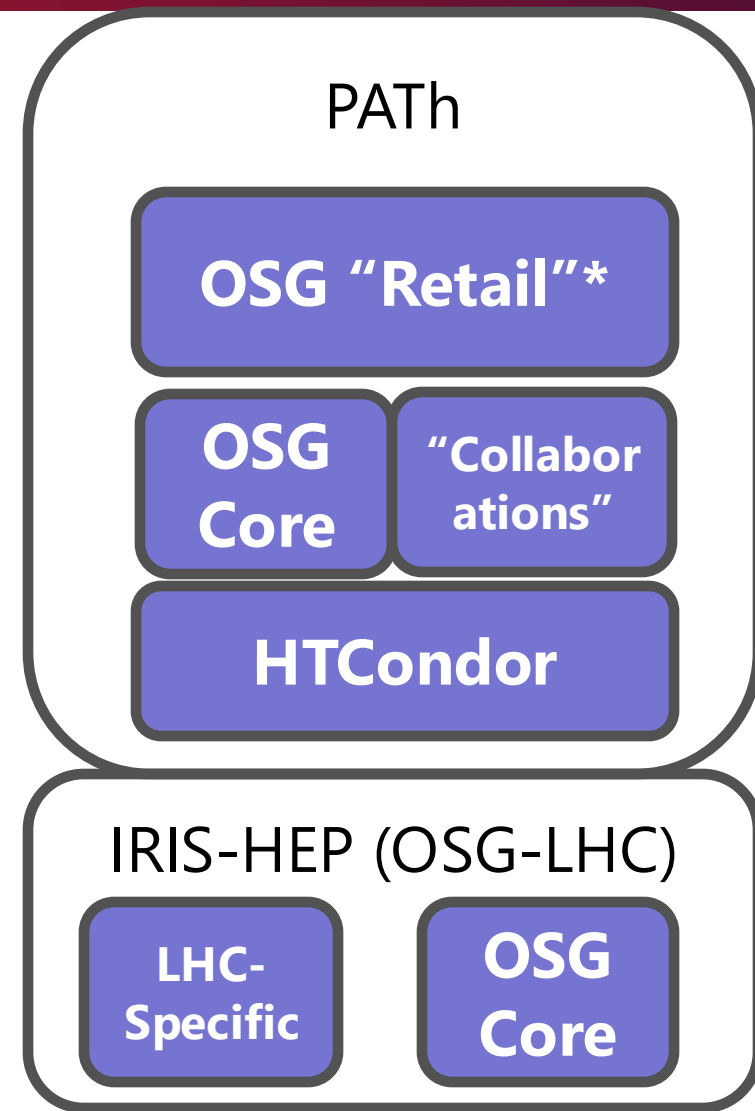 PATh
OSG “Retail”*
OSG
Core
“Collabor
ations”
HTCondor
IRIS-HEP (OSG-LHC)
LHC-
Specific
OSG
Core